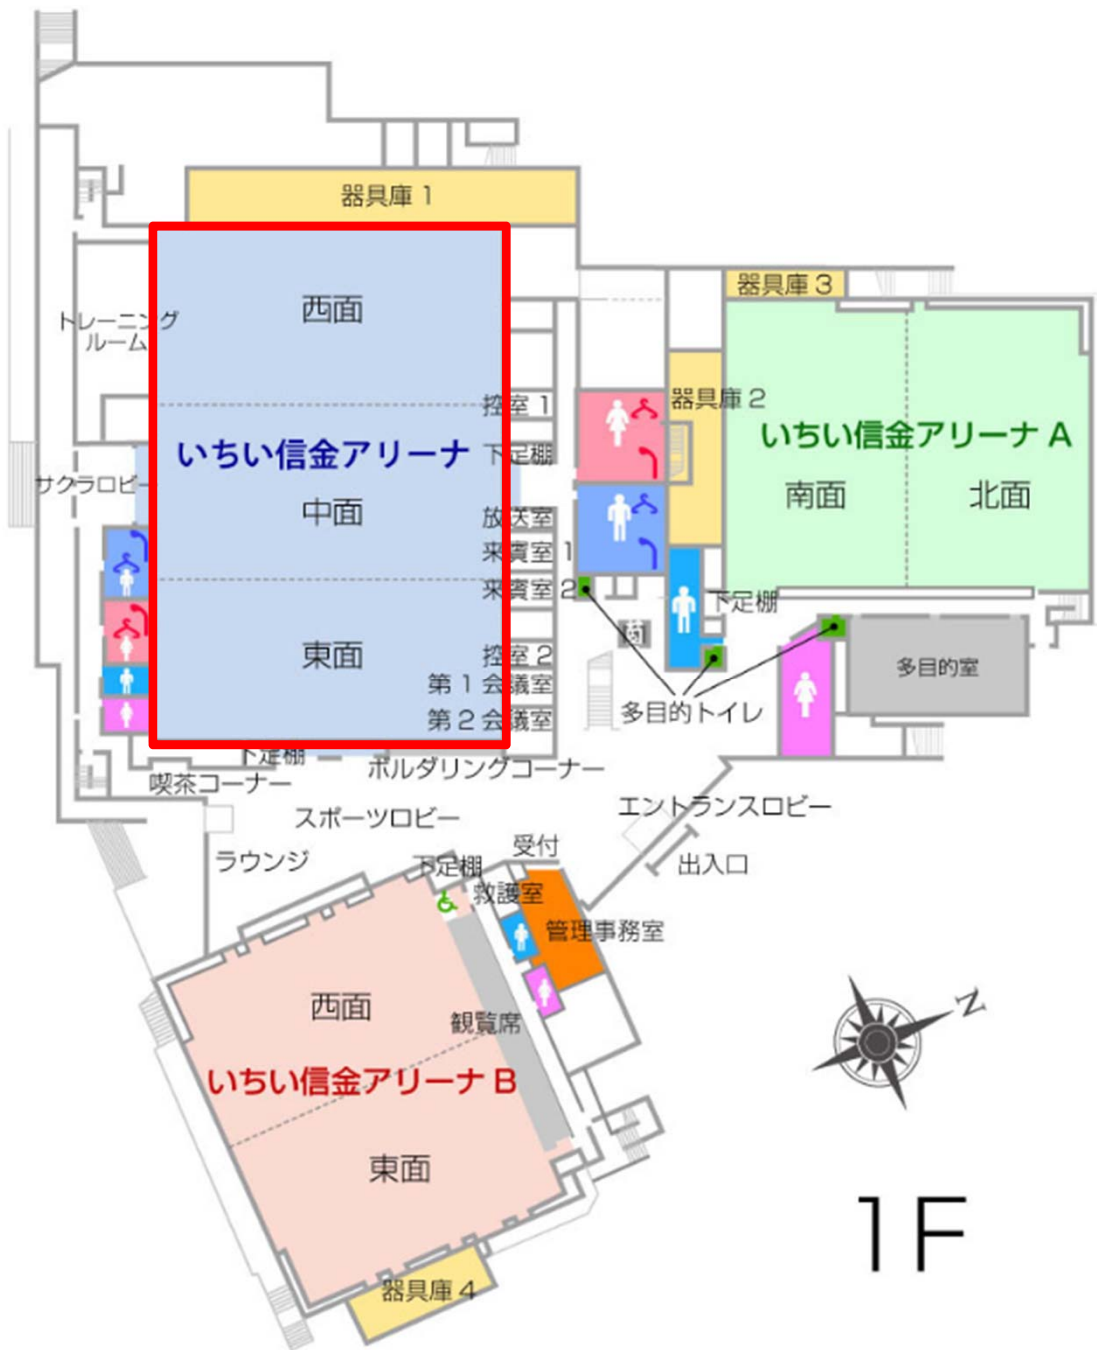 器具庫 1
西面
トレーニング
ルーム
器具庫 3
控室 1
器具庫 2
いちい信金アリーナ
下足棚
いちい信金アリーナ A
サクラロビー
中面
放送室
南面
北面
来賓室 1
来賓室 2
下足棚
東面
控室 2
第 1 会議室
第 2 会議室
多目的室
多目的トイレ
下足棚
ボルダリングコーナー
喫茶コーナー
スポーツロビー
エントランスロビー
受付
ラウンジ
下足棚
出入口
救護室
管理事務室
西面
観覧席
N
いちい信金アリーナ B
東面
1F
器具庫 4